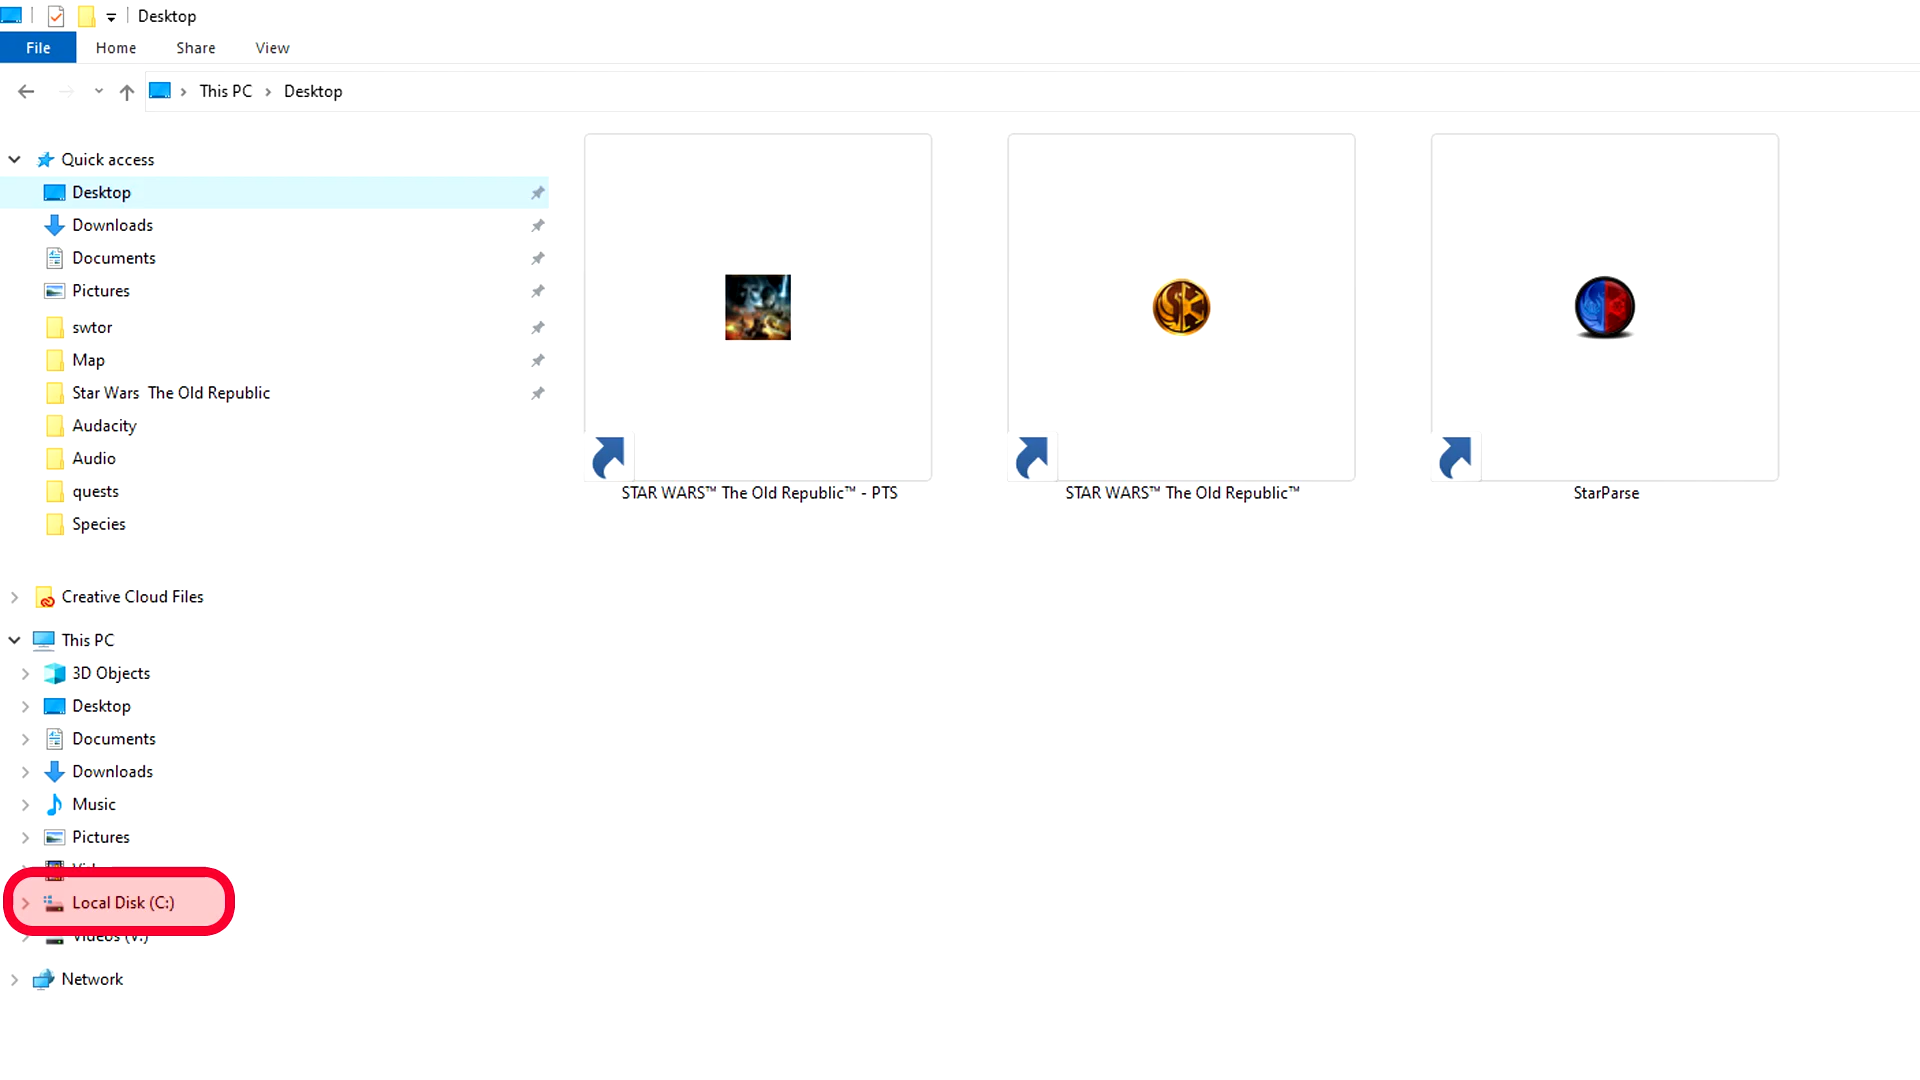 Desktop
File Home Share View
This PC Desktop
Quick access
Desktop
Downloads
Documents
Pictures
swtor
Map
Star Wars  The Old Republic
Audacity
Audio
quests
Species
Creative Cloud Files
This PC
3D Objects
Desktop
Documents
Downloads
Music
Pictures
Local Disk (C:)
Videos (V:)
Network
STAR WARS™ The Old Republic™ - PTS
STAR WARS™ The Old Republic™
StarParse